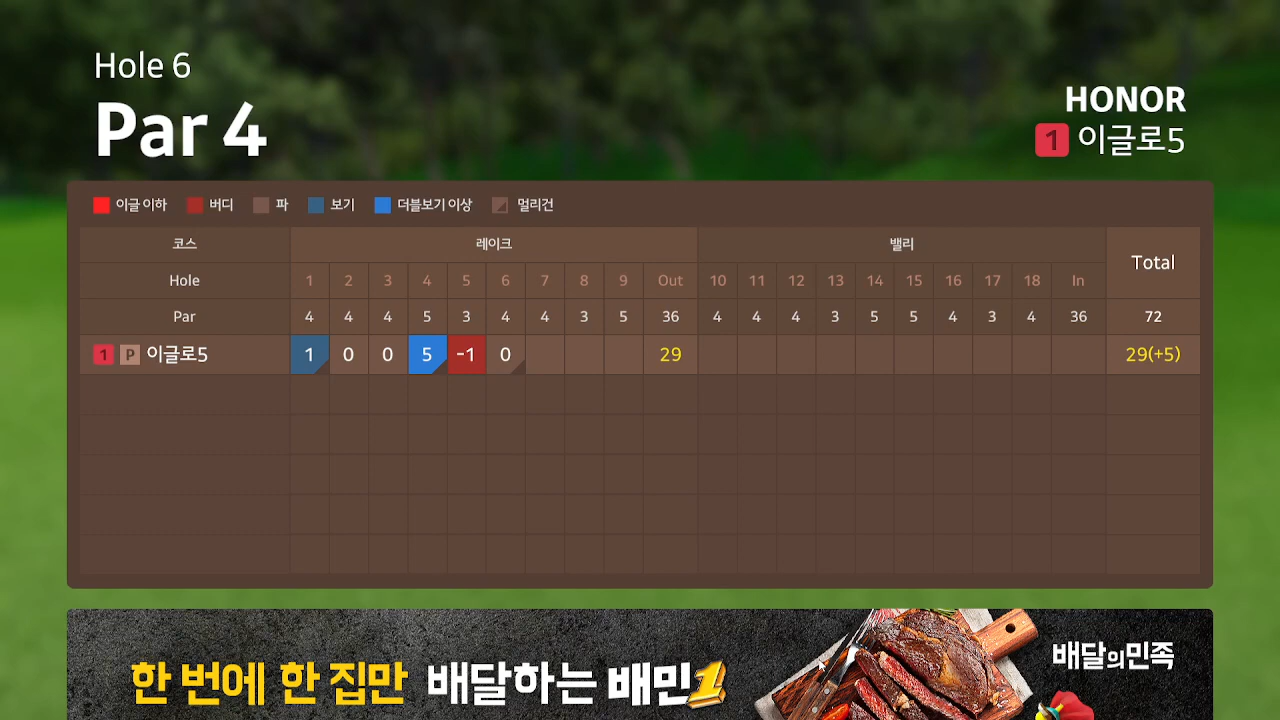 Hole 6
Par 4
HONOR
1 이글로5
이글 이하 버디 파 보기 더블보기 이상 멀리건
코스 레이크 밸리 Total
Hole 1 2 3 4 5 6 7 8 9 Out 10 11 12 13 14 15 16 17 18 In
Par 4 4 4 5 3 4 4 3 5 36 4 4 4 3 5 5 4 3 4 36 72
1 P 이글로5 1 0 0 5 -1 0 29 29(+5)
한 번에 한 집만 배달하는 배민1
배달의민족